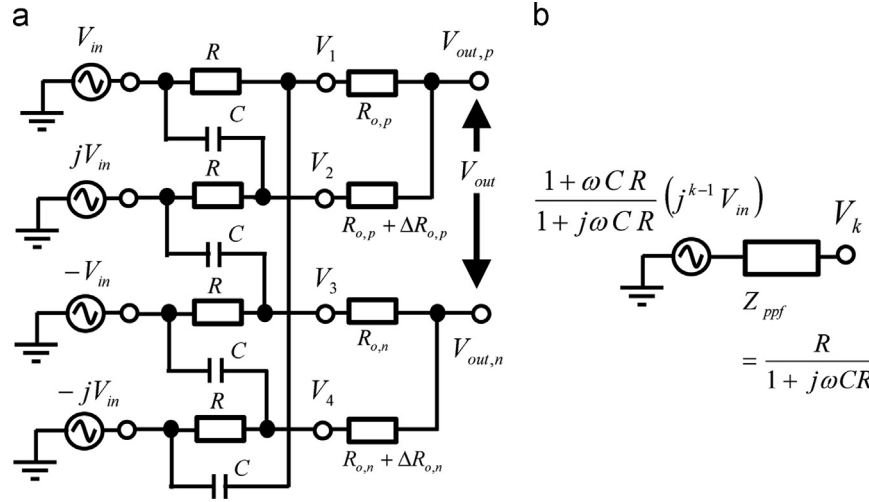 a
b
V_in
R
V_1
V_out,p
C
R_o,p
jV_in
R
V_2
V_out
R_o,p + ΔR_o,p
C
-V_in
R
V_3
R_o,n
V_out,n
C
-jV_in
R
V_4
R_o,n + ΔR_o,n
C
(1 + ωCR)/(1 + jωCR) (j^{k-1} V_in)
V_k
Z_ppf
= R/(1 + jωCR)